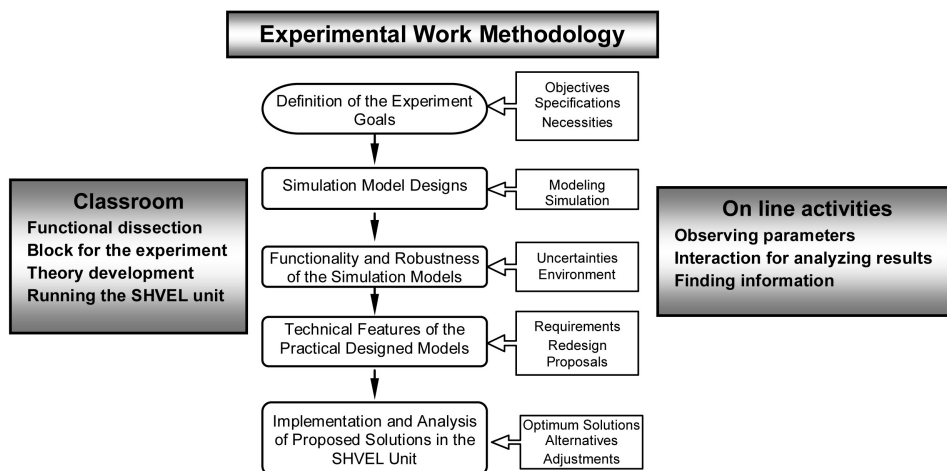 Experimental Work Methodology
Definition of the Experiment
Goals
Objectives
Specifications
Necessities
Simulation Model Designs
Modeling
Simulation
Functionality and Robustness
of the Simulation Models
Uncertainties
Environment
Technical Features of the
Practical Designed Models
Requirements
Redesign
Proposals
Implementation and Analysis
of Proposed Solutions in the
SHVEL Unit
Optimum Solutions
Alternatives
Adjustments
Classroom
Functional dissection
Block for the experiment
Theory development
Running the SHVEL unit
On line activities
Observing parameters
Interaction for analyzing results
Finding information